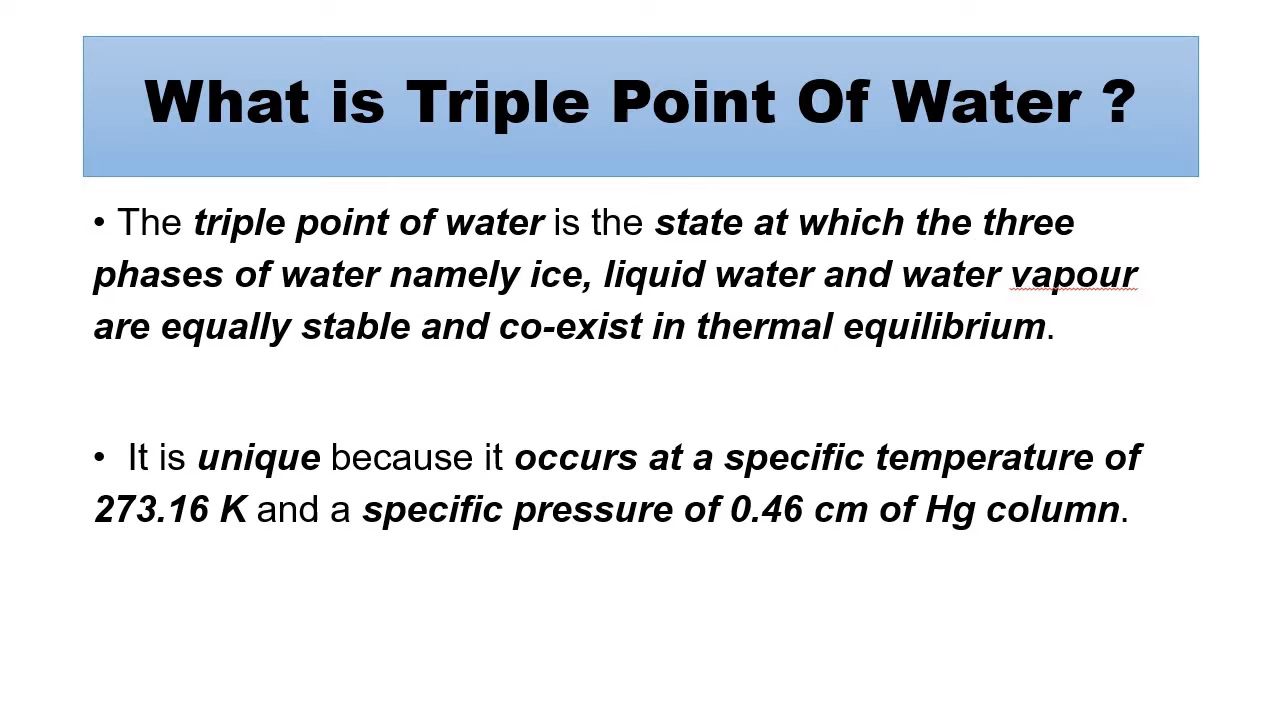 What is Triple Point Of Water ?
• The triple point of water is the state at which the three
phases of water namely ice, liquid water and water vapour
are equally stable and co-exist in thermal equilibrium.
• It is unique because it occurs at a specific temperature of
273.16 K and a specific pressure of 0.46 cm of Hg column.